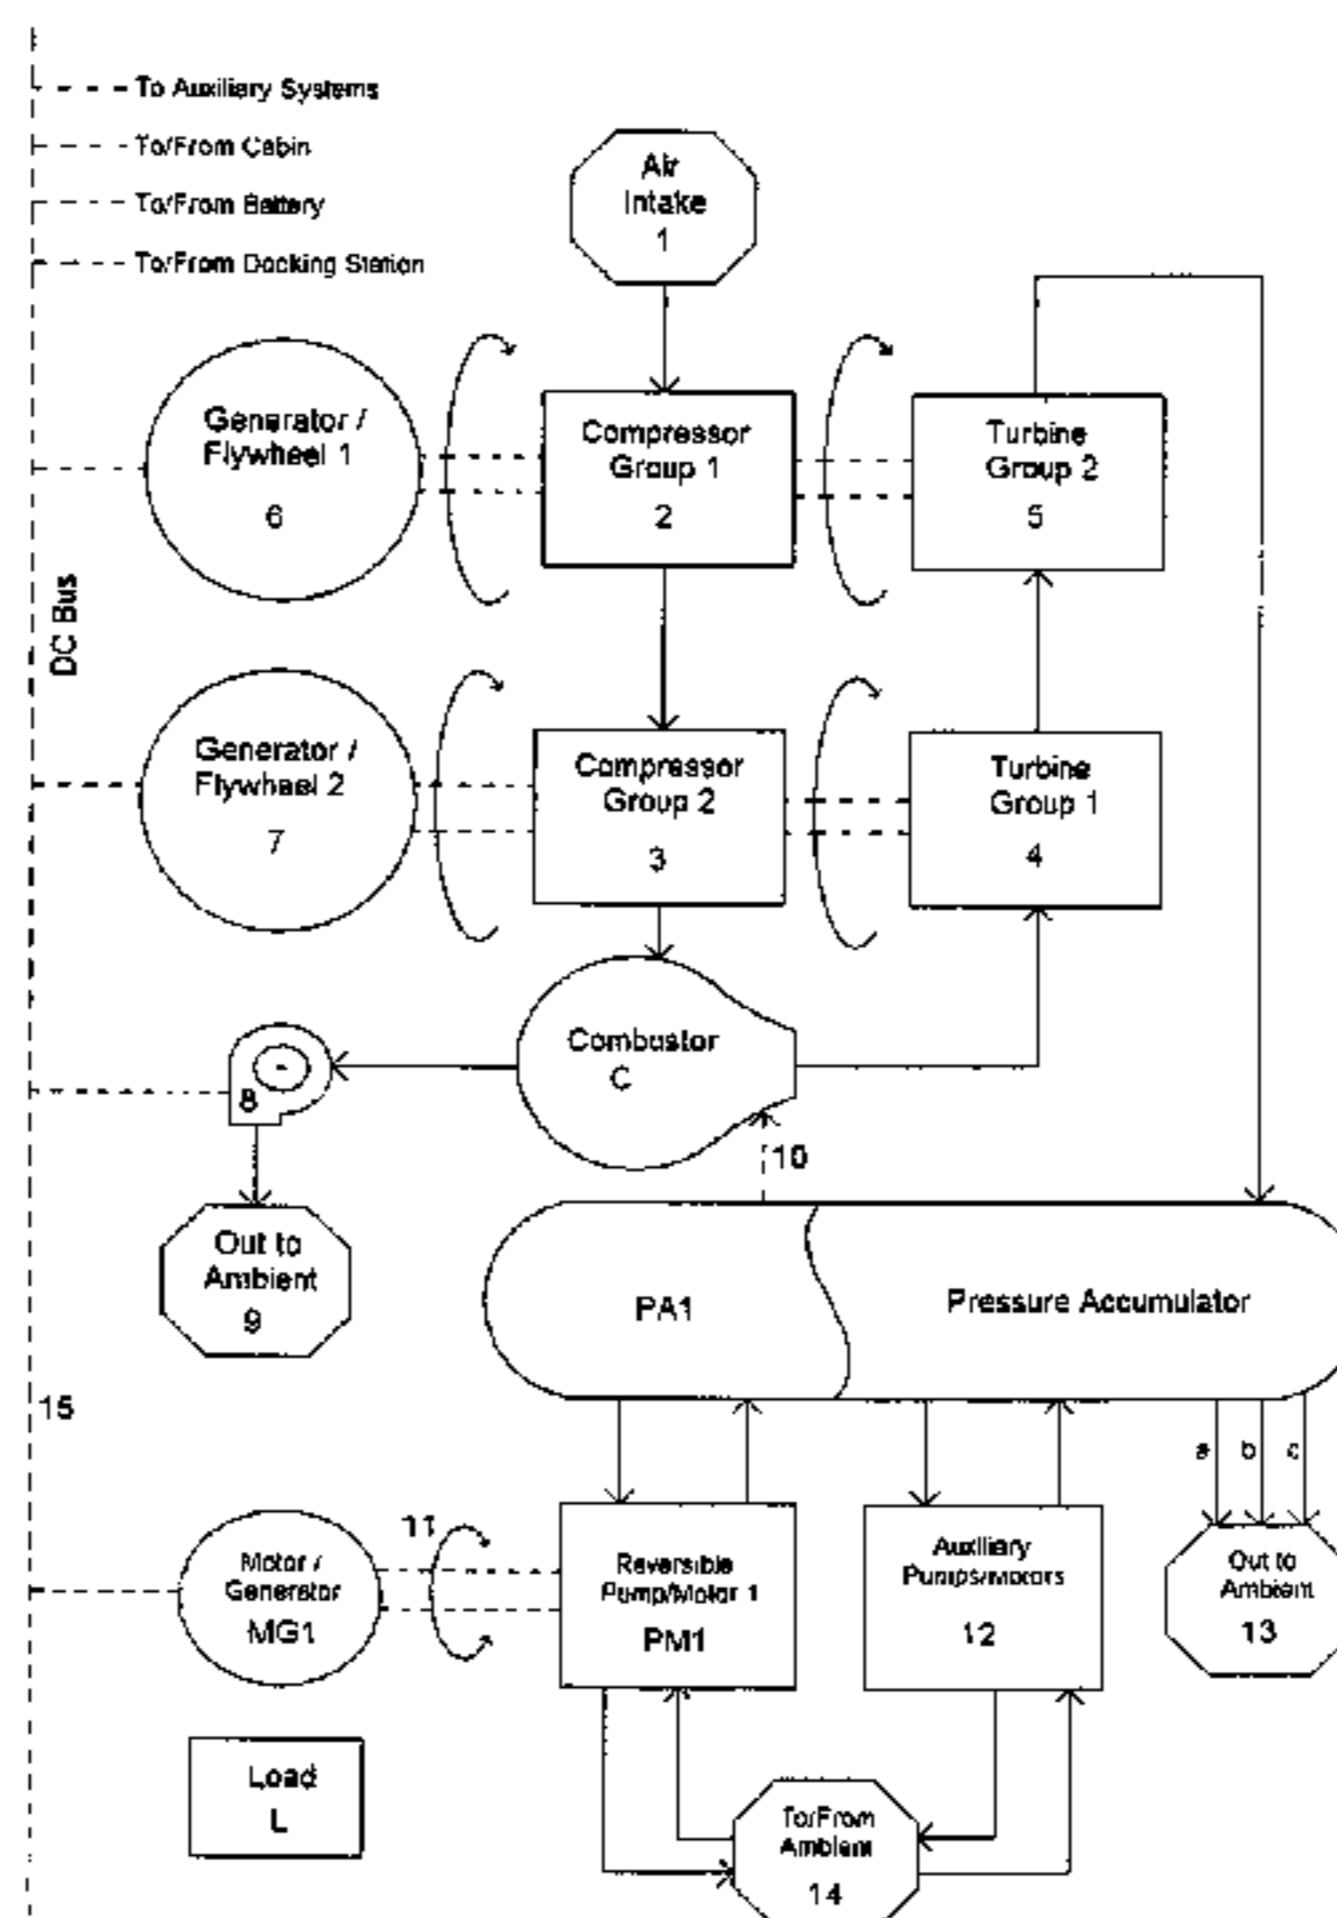 To Auxiliary Systems
To/From Cabin
To/From Battery
To/From Docking Station
Air
Intake
1
Generator /
Flywheel 1
6
Compressor
Group 1
2
Turbine
Group 2
5
DC Bus
Generator /
Flywheel 2
7
Compressor
Group 2
3
Turbine
Group 1
4
Combustor
C
8
10
Out to
Ambient
9
PA1
Pressure Accumulator
15
a b c
11
Motor /
Generator
MG1
Reversible
Pump/Motor 1
PM1
Auxiliary
Pumps/Motors
12
Out to
Ambient
13
Load
L
To/From
Ambient
14